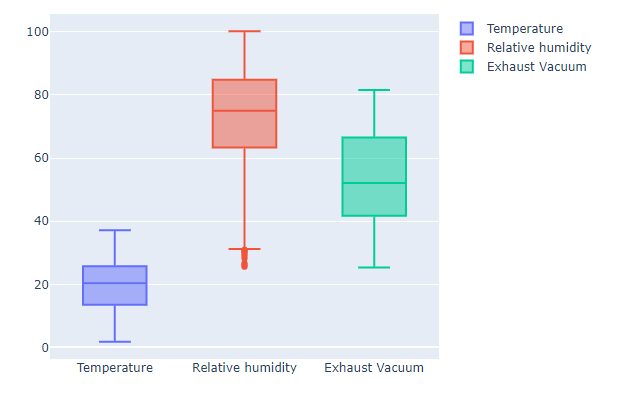 100
80
60
40
20
0
Temperature
Relative humidity
Exhaust Vacuum
Temperature
Relative humidity
Exhaust Vacuum